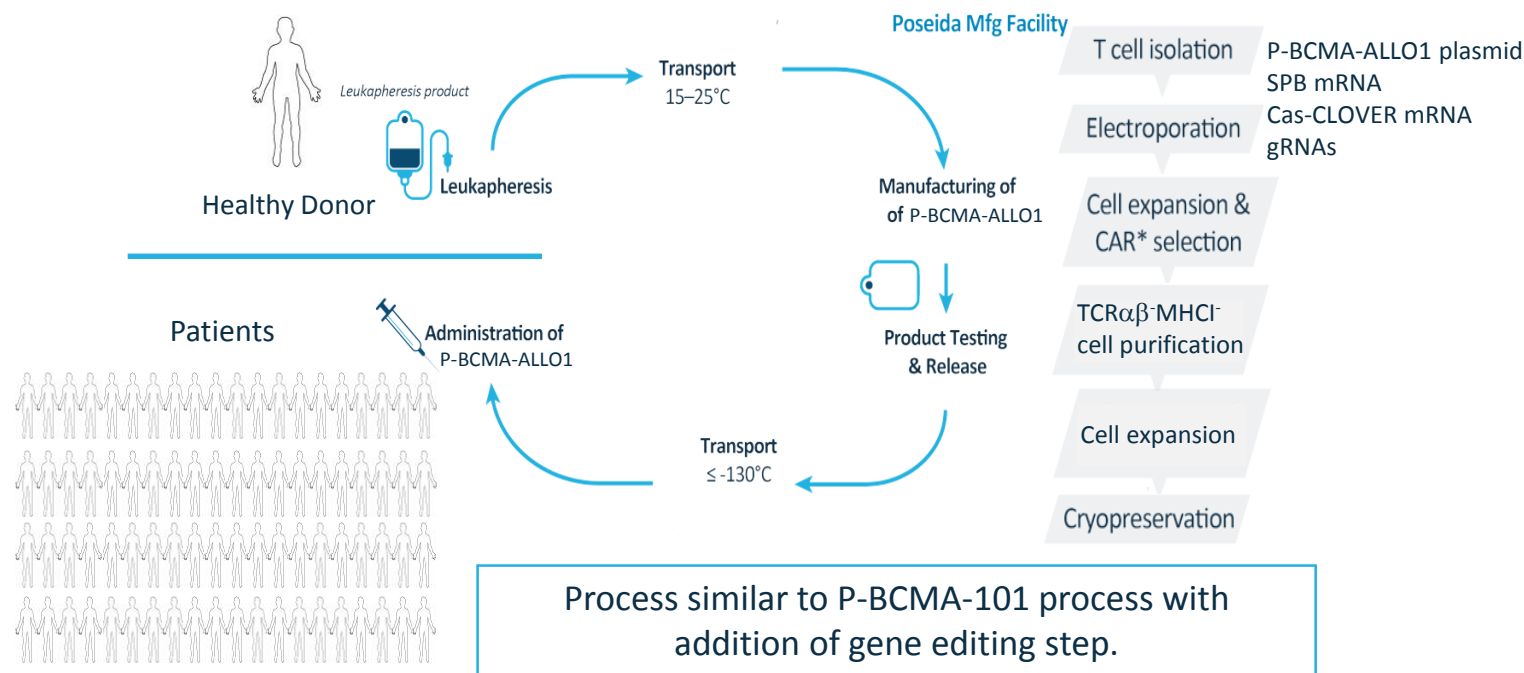 Poseida Mfg Facility
Leukapheresis product
Leukapheresis
Healthy Donor
Transport
15–25°C
Manufacturing of
of P-BCMA-ALLO1
Product Testing
& Release
Transport
≤ -130°C
Administration of
P-BCMA-ALLO1
Patients
T cell isolation
Electroporation
P-BCMA-ALLO1 plasmid
SPB mRNA
Cas-CLOVER mRNA
gRNAs
Cell expansion &
CAR* selection
TCRαβ⁻MHCI⁻
cell purification
Cell expansion
Cryopreservation
Process similar to P-BCMA-101 process with
addition of gene editing step.